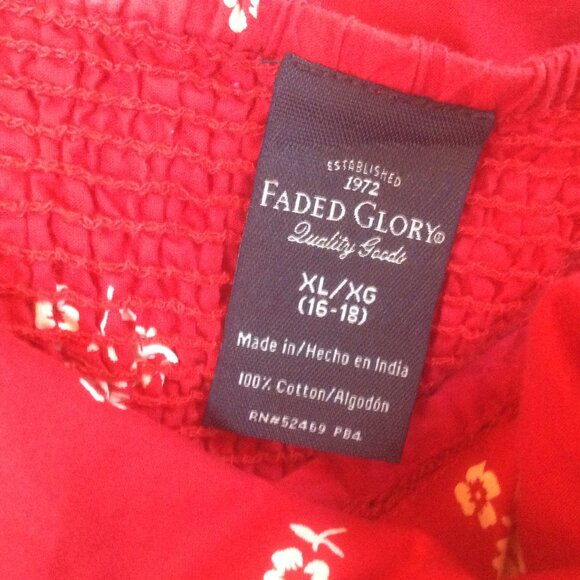 ESTABLISHED
1972
FADED GLORY®
Quality Goods
XL/XG
(16-18)
Made in/Hecho en India
100% Cotton/Algodón
RN#52469 PB4